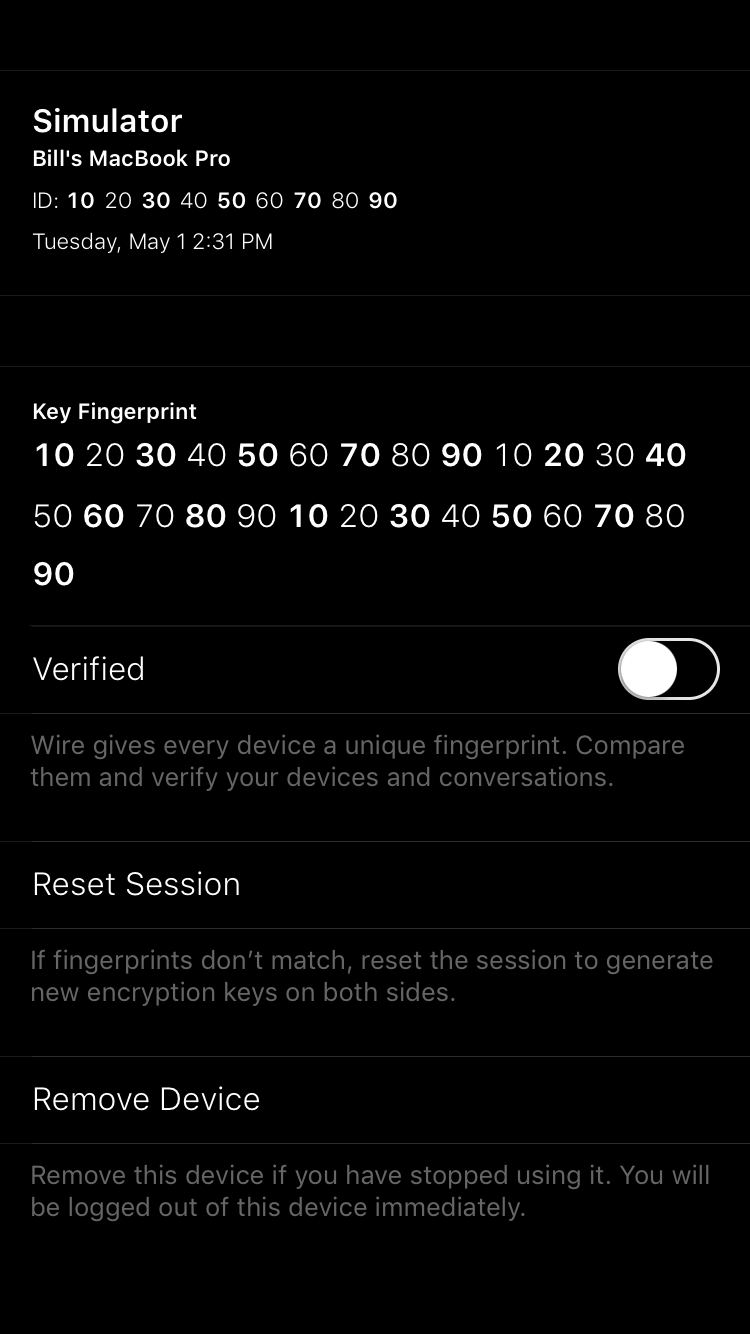 Simulator
Bill's MacBook Pro
ID: 10 20 30 40 50 60 70 80 90
Tuesday, May 1 2:31 PM
Key Fingerprint
10 20 30 40 50 60 70 80 90 10 20 30 40
50 60 70 80 90 10 20 30 40 50 60 70 80
90
Verified
Wire gives every device a unique fingerprint. Compare
them and verify your devices and conversations.
Reset Session
If fingerprints don’t match, reset the session to generate
new encryption keys on both sides.
Remove Device
Remove this device if you have stopped using it. You will
be logged out of this device immediately.